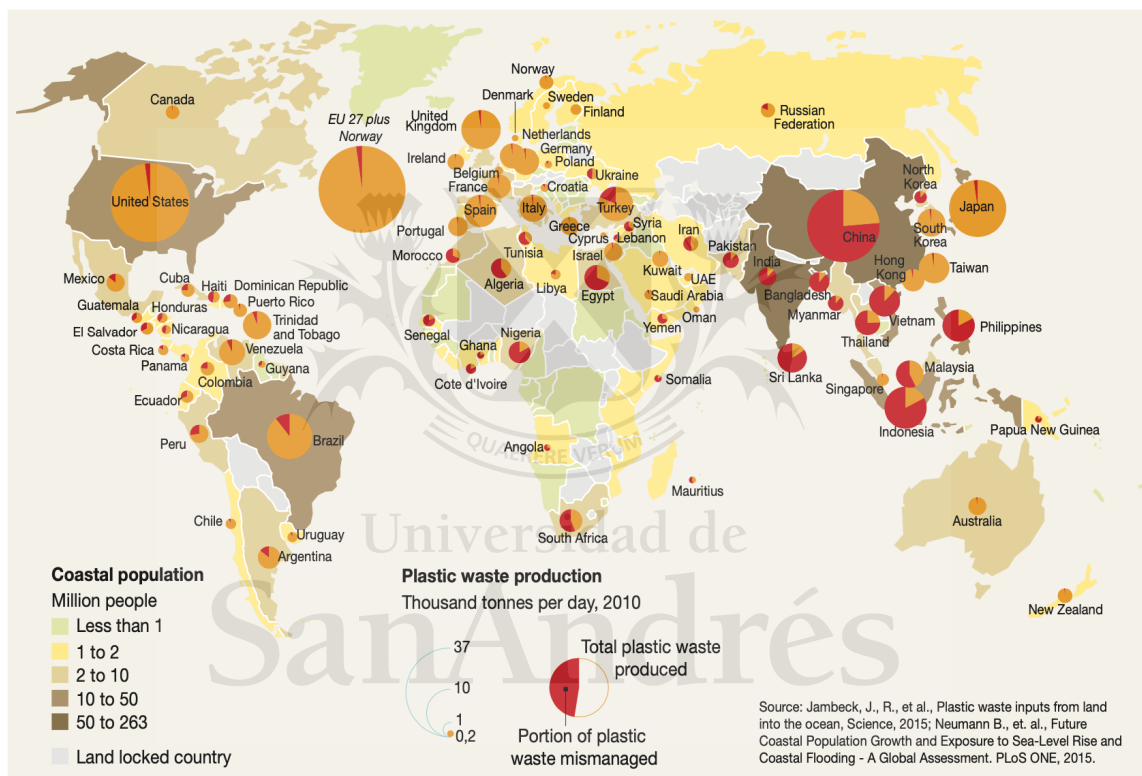 Norway
Denmark
Sweden
Canada
Finland
EU 27 plus
Norway
United
Kingdom
Russian
Federation
Netherlands
Germany
Ireland
Poland
Belgium
Ukraine
North
Korea
France
Croatia
United States
Spain
Italy
Turkey
Japan
Portugal
Greece
Syria
Iran
China
South
Korea
Cyprus
Lebanon
Morocco
Tunisia
Israel
Pakistan
India
Hong
Kong
Taiwan
Mexico
Cuba
Haiti
Dominican Republic
Kuwait
UAE
Algeria
Libya
Egypt
Puerto Rico
Saudi Arabia
Bangladesh
Guatemala
Honduras
Oman
Myanmar
Trinidad
and Tobago
El Salvador
Nicaragua
Senegal
Nigeria
Yemen
Vietnam
Philippines
Thailand
Costa Rica
Venezuela
Ghana
Panama
Guyana
Cote d'Ivoire
Somalia
Sri Lanka
Singapore
Malaysia
Colombia
Ecuador
Indonesia
Papua New Guinea
Peru
Brazil
QUAERERE VERUM
Angola
Mauritius
Chile
Uruguay
South Africa
Australia
Argentina
Universidad de
SanAndrés
New Zealand
Coastal population
Million people
Less than 1
1 to 2
2 to 10
10 to 50
50 to 263
Land locked country
Plastic waste production
Thousand tonnes per day, 2010
37
10
1
0,2
Total plastic waste
produced
Portion of plastic
waste mismanaged
Source: Jambeck, J., R., et al., Plastic waste inputs from land
into the ocean, Science, 2015; Neumann B., et. al., Future
Coastal Population Growth and Exposure to Sea-Level Rise and
Coastal Flooding - A Global Assessment. PLoS ONE, 2015.